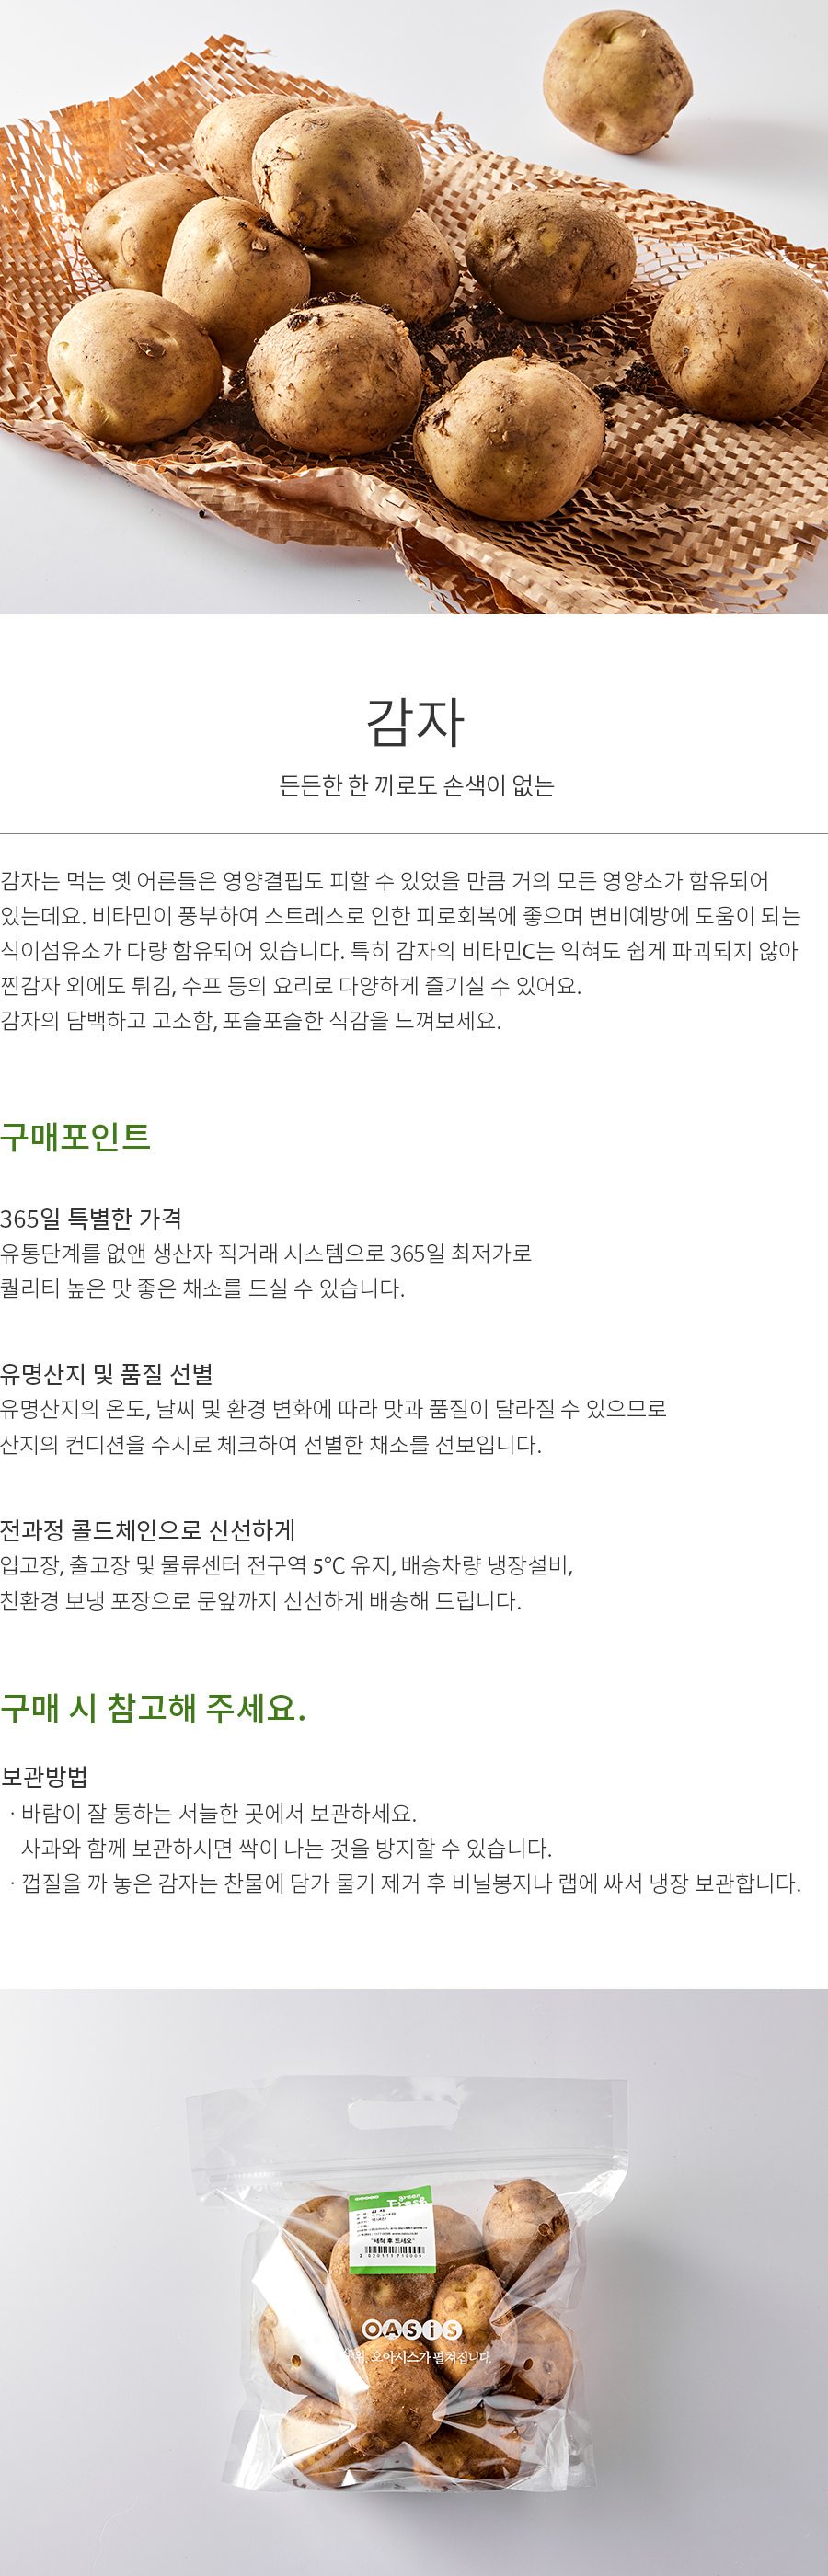 감자
든든한 한 끼로도 손색이 없는
감자는 먹는 옛 어른들은 영양결핍도 피할 수 있었을 만큼 거의 모든 영양소가 함유되어
있는데요. 비타민이 풍부하여 스트레스로 인한 피로회복에 좋으며 변비예방에 도움이 되는
식이섬유소가 다량 함유되어 있습니다. 특히 감자의 비타민C는 익혀도 쉽게 파괴되지 않아
찐감자 외에도 튀김, 수프 등의 요리로 다양하게 즐기실 수 있어요.
감자의 담백하고 고소함, 포슬포슬한 식감을 느껴보세요.
구매포인트
365일 특별한 가격
유통단계를 없앤 생산자 직거래 시스템으로 365일 최저가로
퀄리티 높은 맛 좋은 채소를 드실 수 있습니다.
유명산지 및 품질 선별
유명산지의 온도, 날씨 및 환경 변화에 따라 맛과 품질이 달라질 수 있으므로
산지의 컨디션을 수시로 체크하여 선별한 채소를 선보입니다.
전과정 콜드체인으로 신선하게
입고장, 출고장 및 물류센터 전구역 5℃ 유지, 배송차량 냉장설비,
친환경 보냉 포장으로 문앞까지 신선하게 배송해 드립니다.
구매 시 참고해 주세요.
보관방법
· 바람이 잘 통하는 서늘한 곳에서 보관하세요.
사과와 함께 보관하시면 싹이 나는 것을 방지할 수 있습니다.
· 껍질을 까 놓은 감자는 찬물에 담가 물기 제거 후 비닐봉지나 랩에 싸서 냉장 보관합니다.
green
Fresh
감 자
"세척 후 드세요"
OASIS
오아시스가 펼쳐집니다.